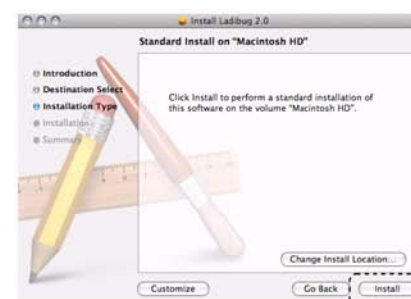 Install Ladibug 2.0
Standard Install on "Macintosh HD"
Introduction
Destination Select
Installation Type
Installation
Summary
Click Install to perform a standard installation of
this software on the volume "Macintosh HD".
Change Install Location...
Customize
Go Back
Install